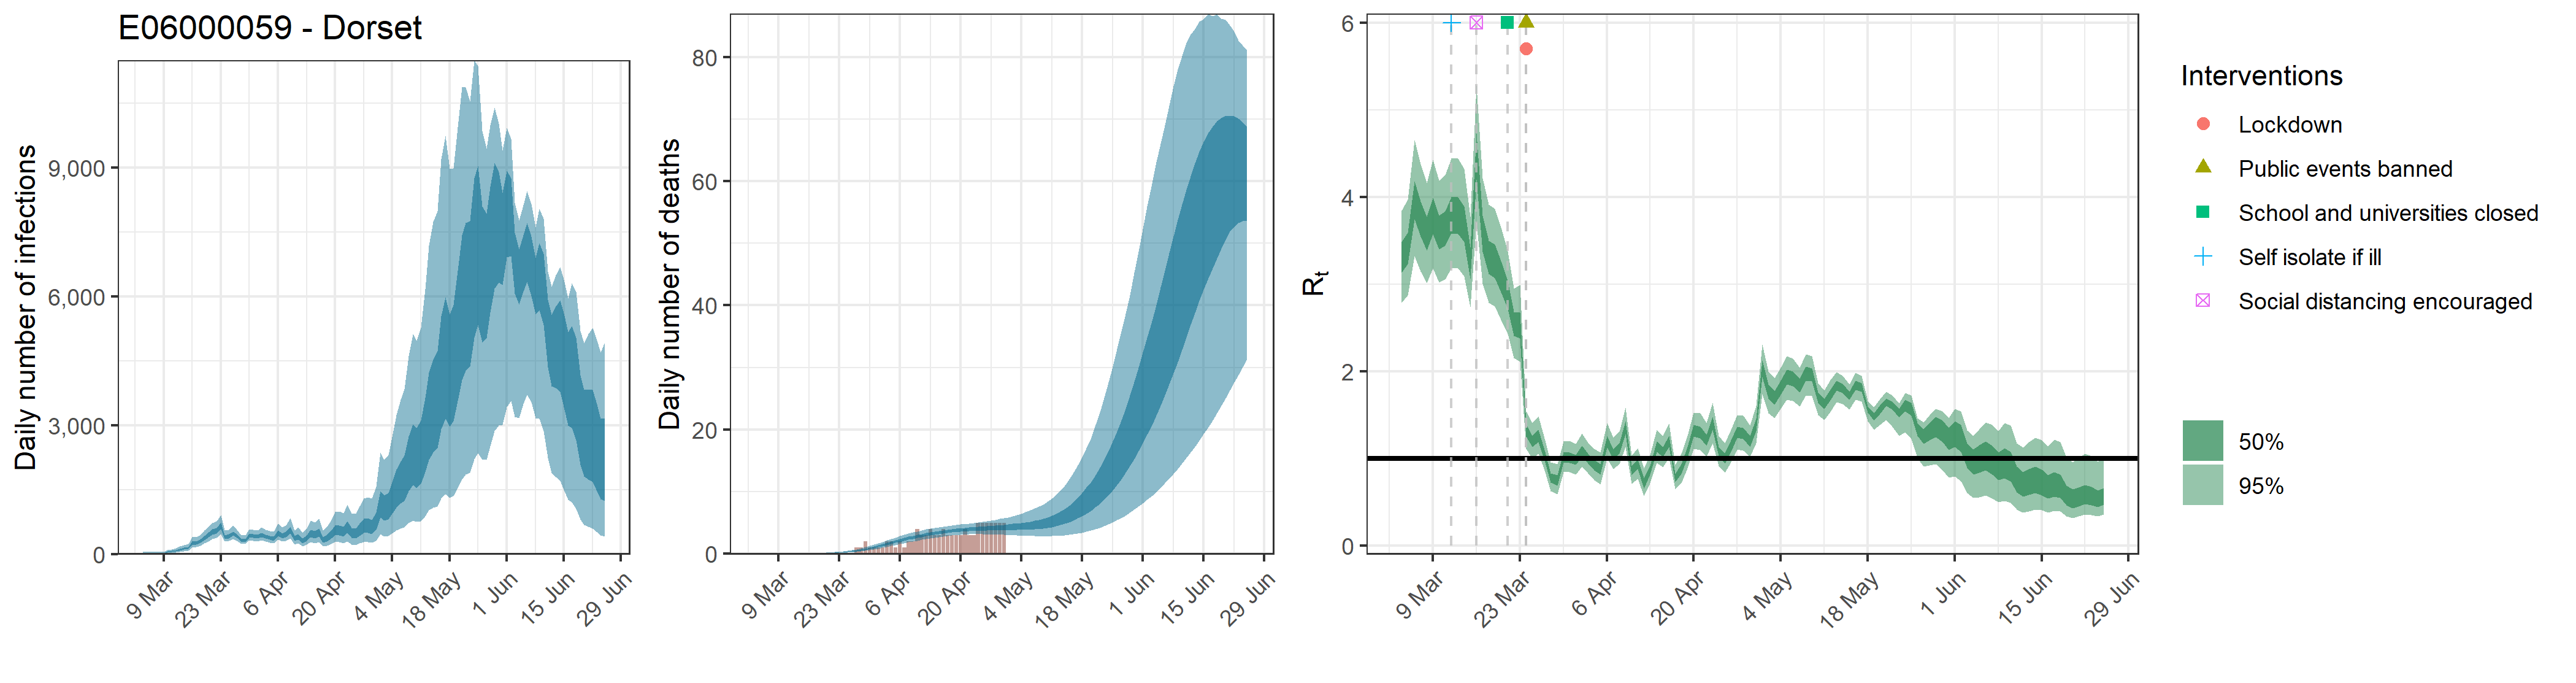 E06000059 - Dorset
Daily number of infections
9,000
6,000
3,000
0
9 Mar
23 Mar
6 Apr
20 Apr
4 May
18 May
1 Jun
15 Jun
29 Jun
Daily number of deaths
80
60
40
20
0
9 Mar
23 Mar
6 Apr
20 Apr
4 May
18 May
1 Jun
15 Jun
29 Jun
Rt
6
4
2
0
9 Mar
23 Mar
6 Apr
20 Apr
4 May
18 May
1 Jun
15 Jun
29 Jun
Interventions
Lockdown
Public events banned
School and universities closed
Self isolate if ill
Social distancing encouraged
50%
95%